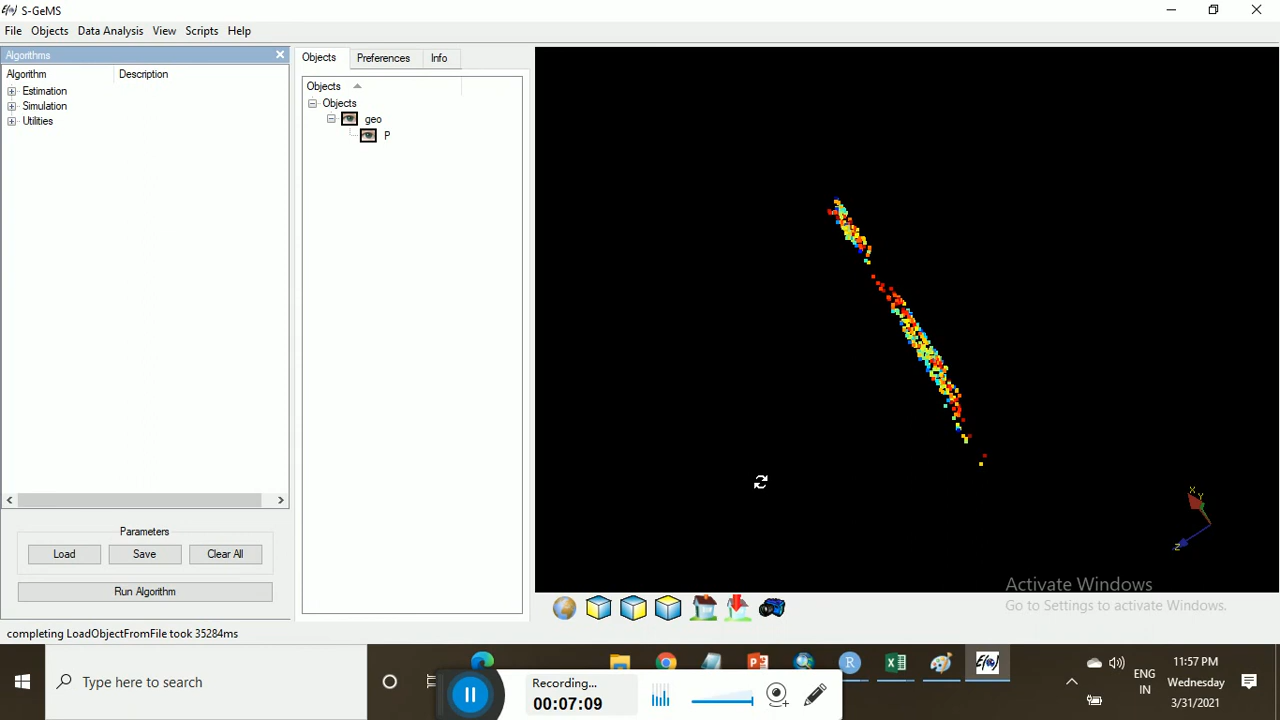 S-GeMS
File Objects Data Analysis View Scripts Help
Algorithms
Algorithm Description
Estimation
Simulation
Utilities
Parameters
Load Save Clear All
Run Algorithm
Objects Preferences Info
Objects
Objects
geo
P
X
Y
Z
Activate Windows
Go to Settings to activate Windows.
completing LoadObjectFromFile took 35284ms
Type here to search
Recording...
00:07:09
R
ENG
IN
11:57 PM
Wednesday
3/31/2021